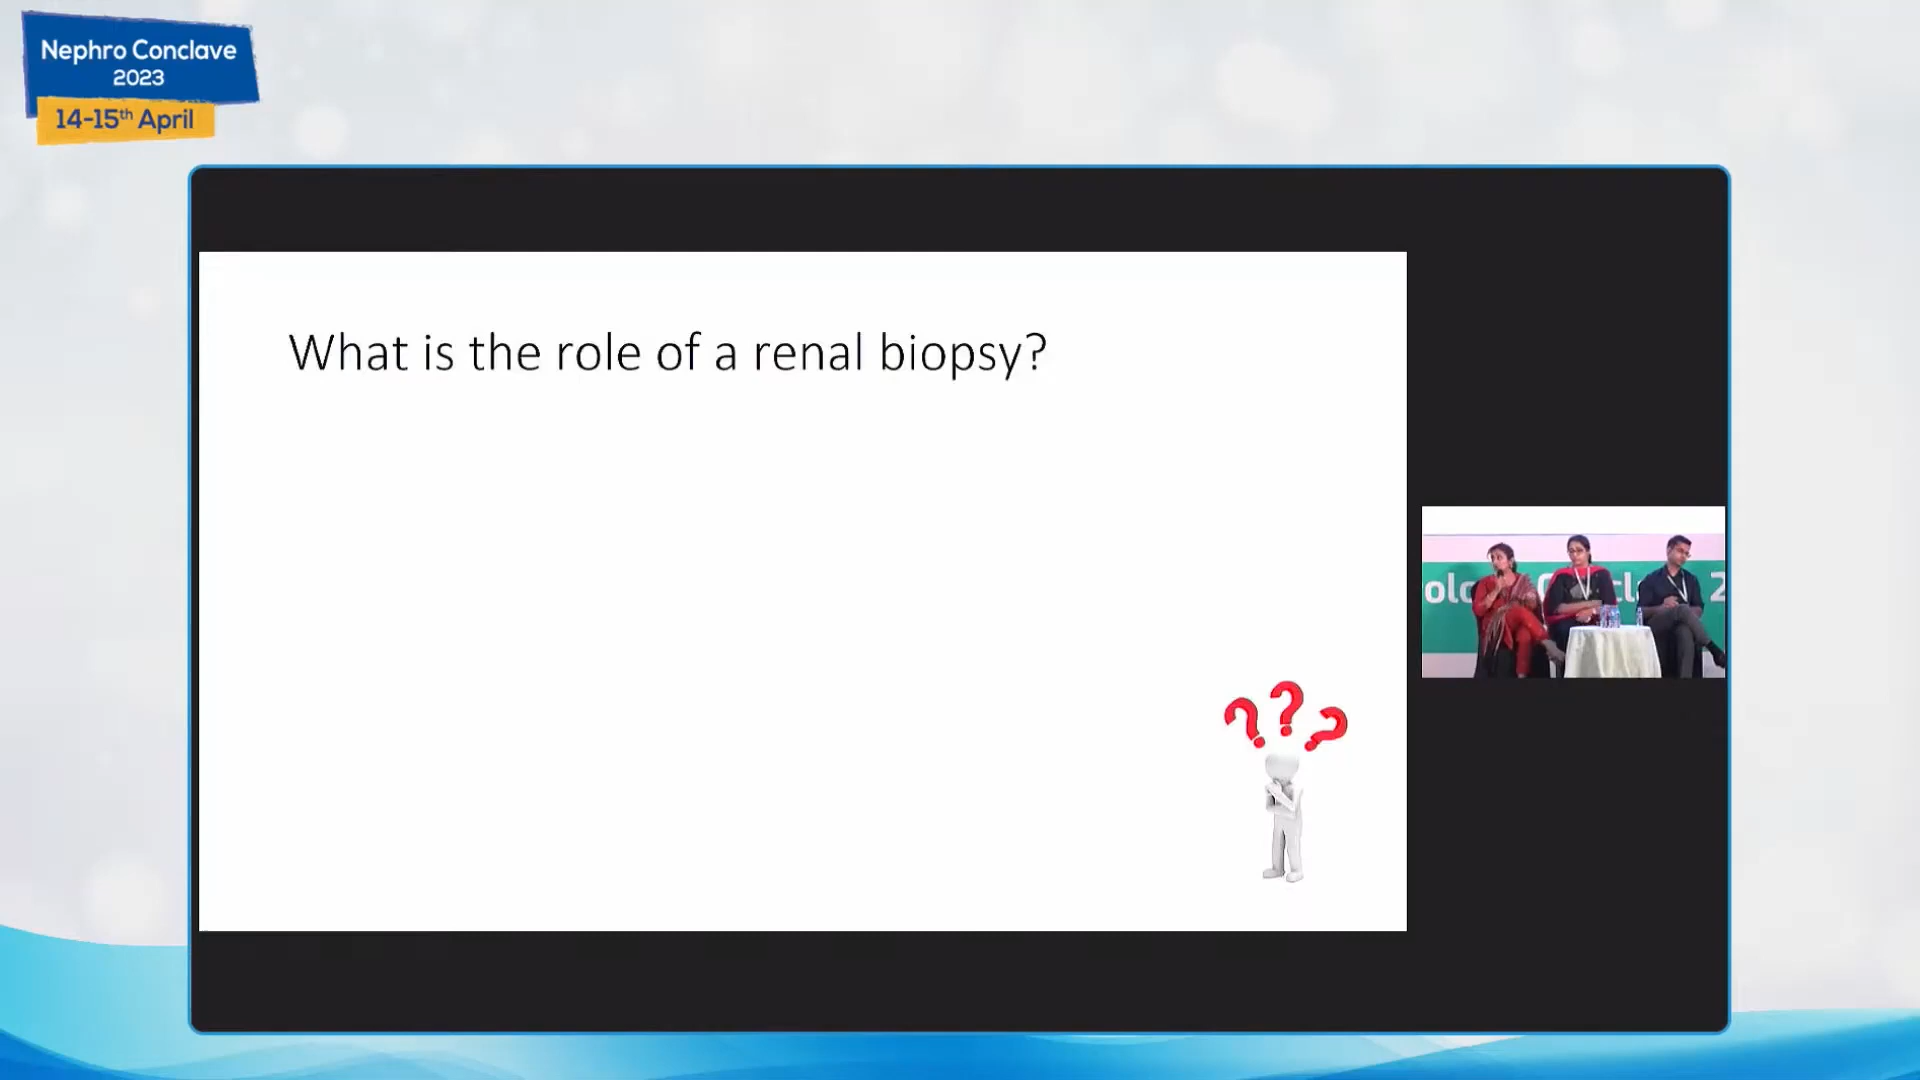 Nephro Conclave
2023
14-15th April
What is the role of a renal biopsy?
???